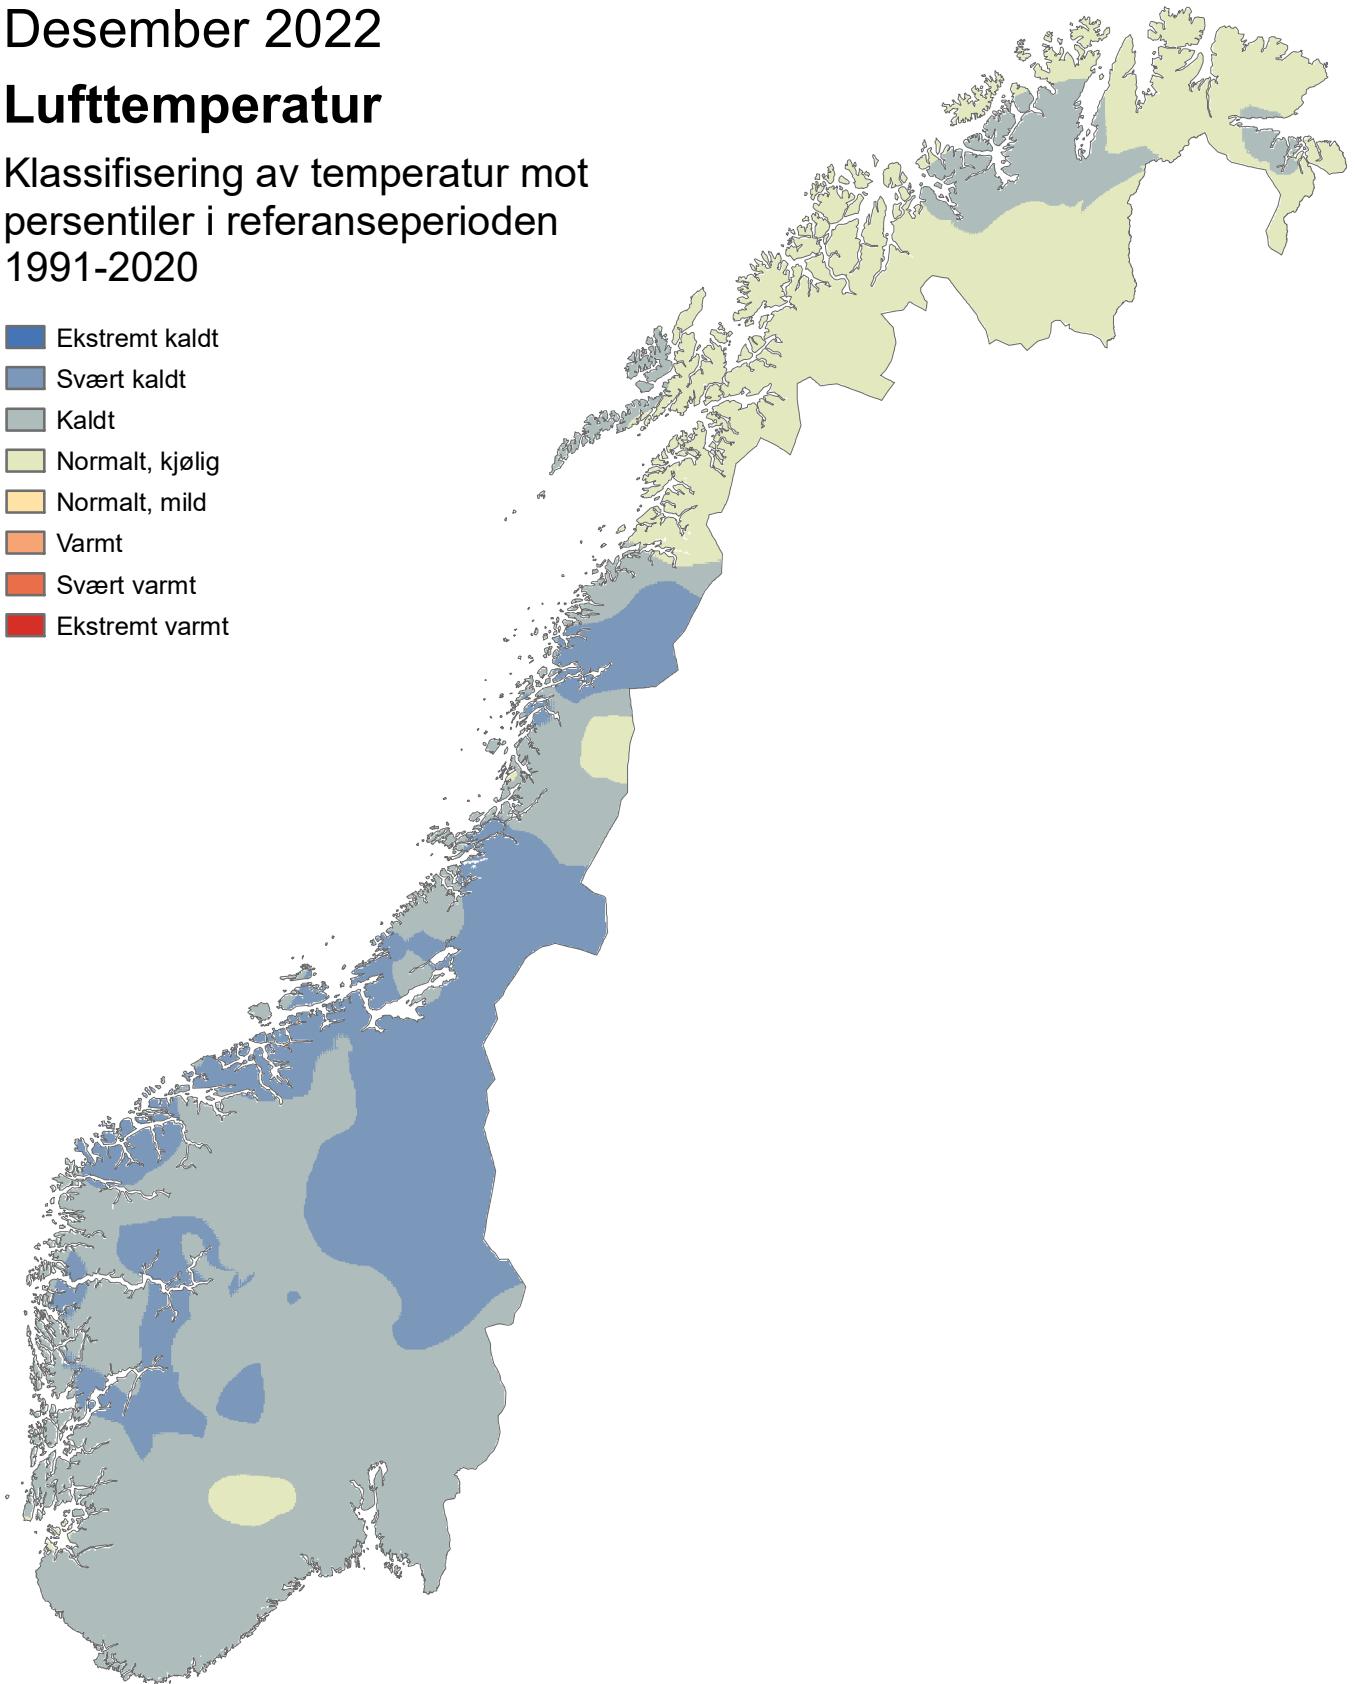 Desember 2022
Lufttemperatur
Klassifisering av temperatur mot
persentiler i referanseperioden
1991-2020
Ekstremt kaldt
Svært kaldt
Kaldt
Normalt, kjølig
Normalt, mild
Varmt
Svært varmt
Ekstremt varmt